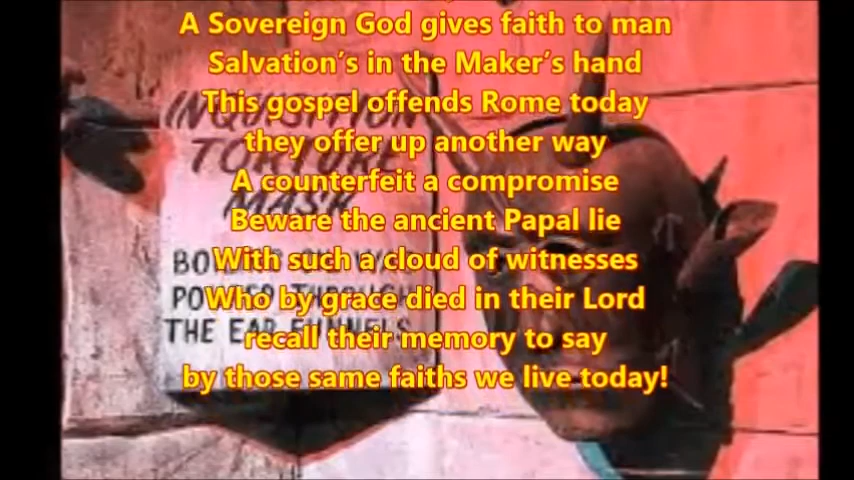 A Sovereign God gives faith to man
Salvation's in the Maker's hand
This gospel offends Rome today
they offer up another way
A counterfeit a compromise
Beware the ancient Papal lie
With such a cloud of witnesses
Who by grace died in their Lord
recall their memory to say
by those same faiths we live today!
INQUISITION
TORTURE
MASK
THE EAR FUNNELS